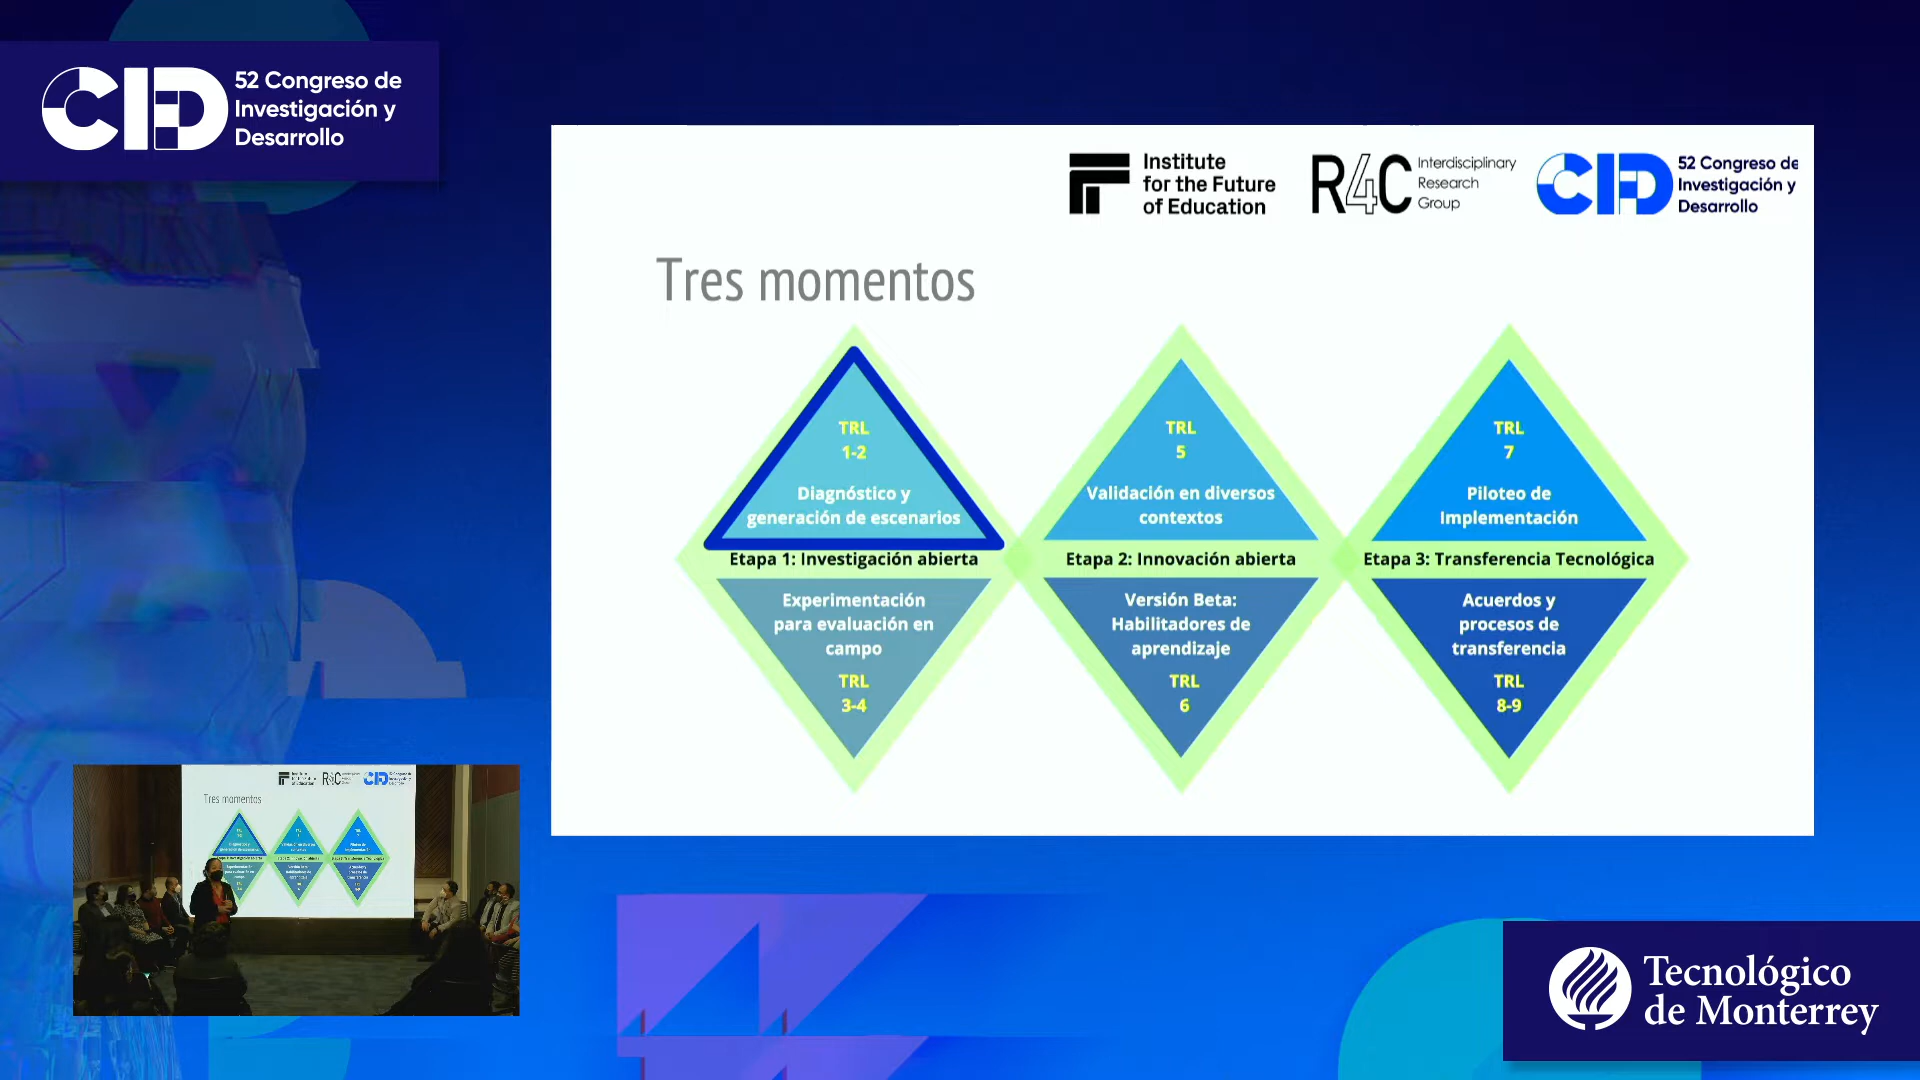 CID
52 Congreso de
Investigación y
Desarrollo
Institute
for the Future
of Education
R4C
Interdisciplinary
Research
Group
CID
52 Congreso de
Investigación y
Desarrollo
Tres momentos
TRL
1-2
Diagnóstico y
generación de escenarios
Etapa 1: Investigación abierta
Experimentación
para evaluación en
campo
TRL
3-4
TRL
5
Validación en diversos
contextos
Etapa 2: Innovación abierta
Versión Beta:
Habilitadores de
aprendizaje
TRL
6
TRL
7
Piloteo de
Implementación
Etapa 3: Transferencia Tecnológica
Acuerdos y
procesos de
transferencia
TRL
8-9
Tres momentos
Tecnológico
de Monterrey